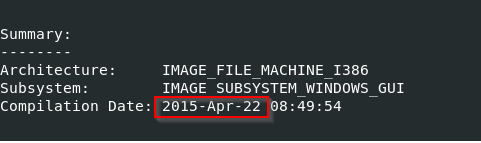 Summary:
--------
Architecture:     IMAGE_FILE_MACHINE_I386
Subsystem:        IMAGE_SUBSYSTEM_WINDOWS_GUI
Compilation Date: 2015-Apr-22 08:49:54